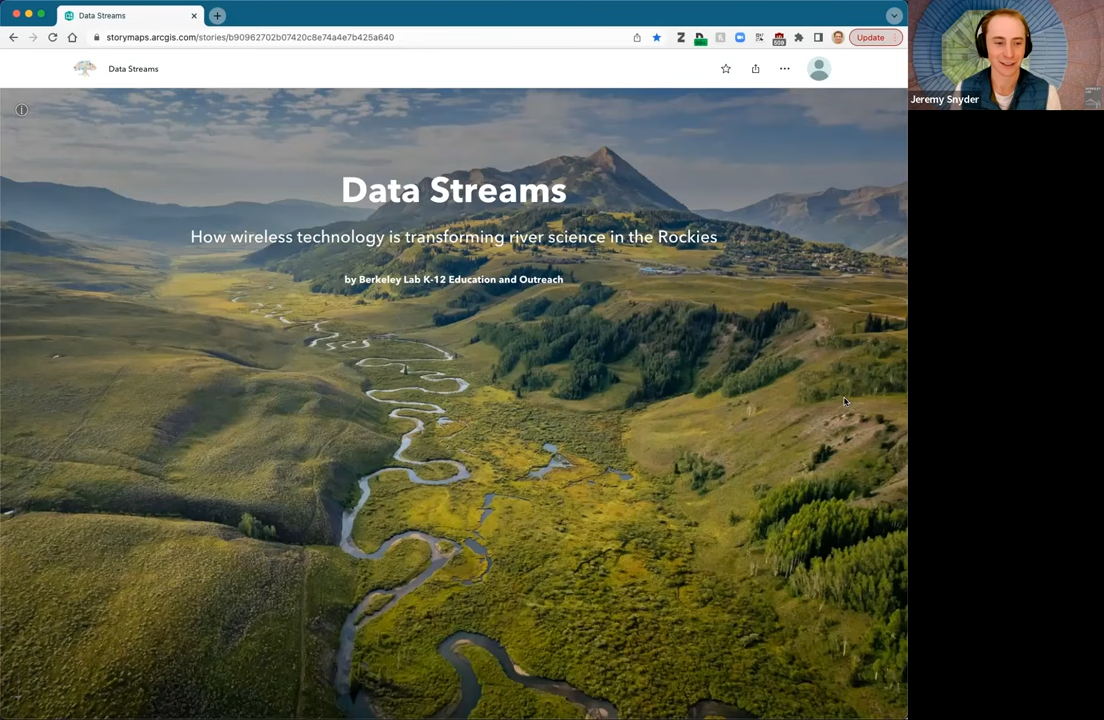 Data Streams
storymaps.arcgis.com/stories/b90962702b07420c8e74a4e7b425a640
Update
Data Streams
Data Streams
How wireless technology is transforming river science in the Rockies
by Berkeley Lab K-12 Education and Outreach
Jeremy Snyder